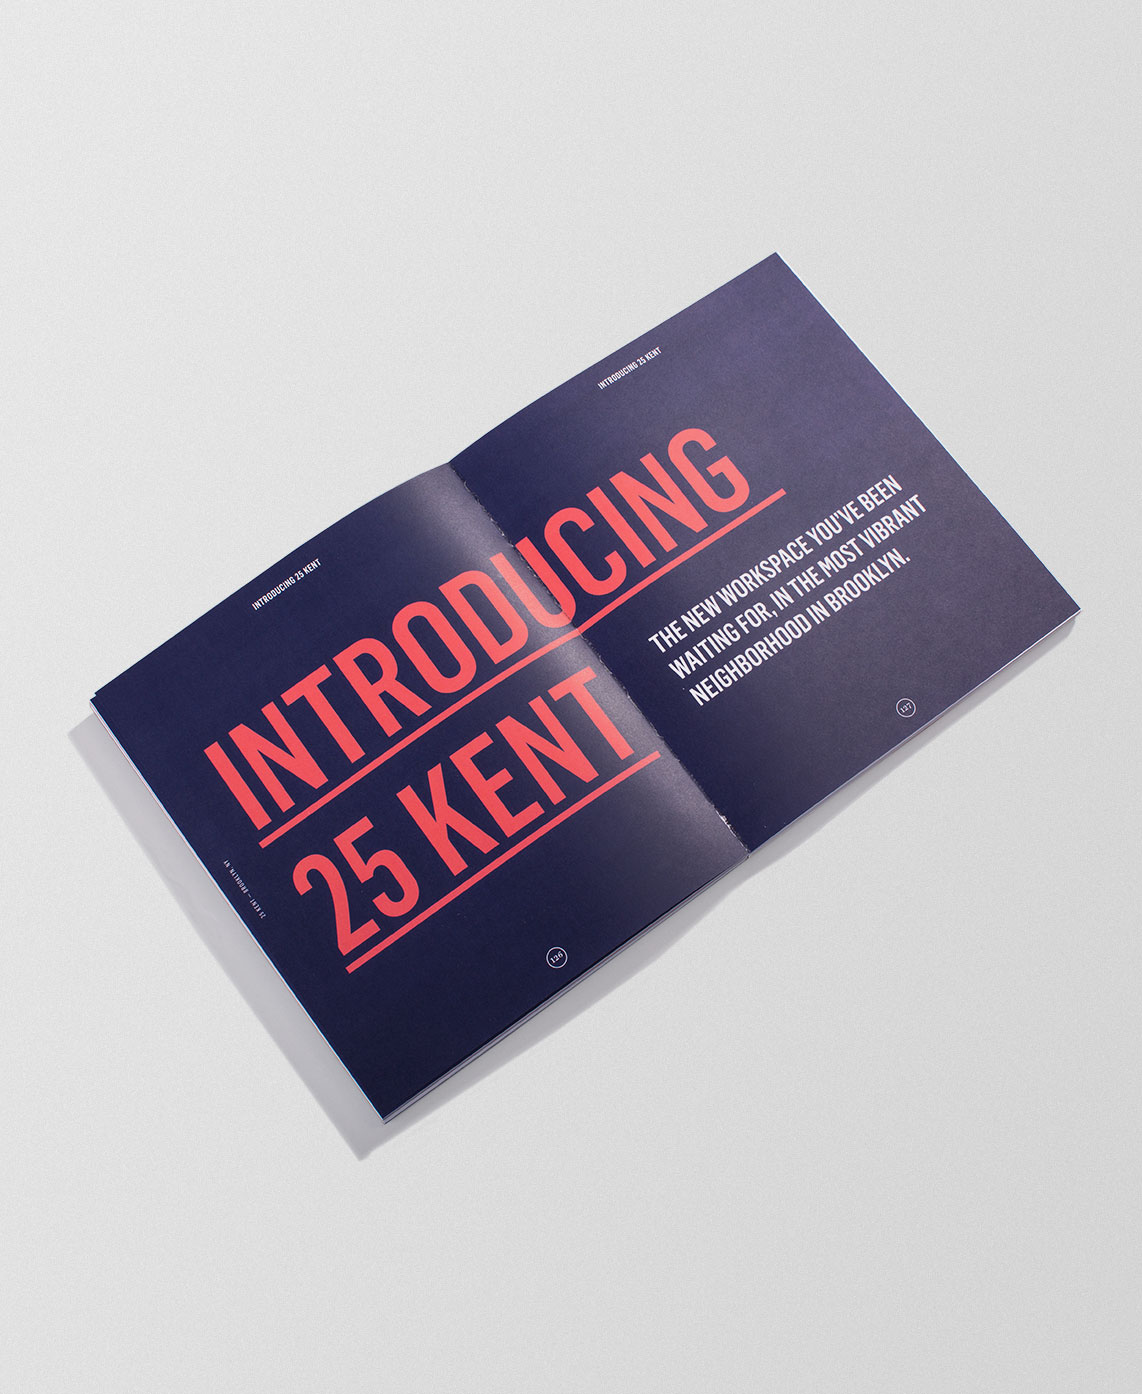 INTRODUCING 25 KENT
INTRODUCING
25 KENT
25 KENT — BROOKLYN, NY
126
INTRODUCING 25 KENT
THE NEW WORKSPACE YOU'VE BEEN
WAITING FOR, IN THE MOST VIBRANT
NEIGHBORHOOD IN BROOKLYN.
127